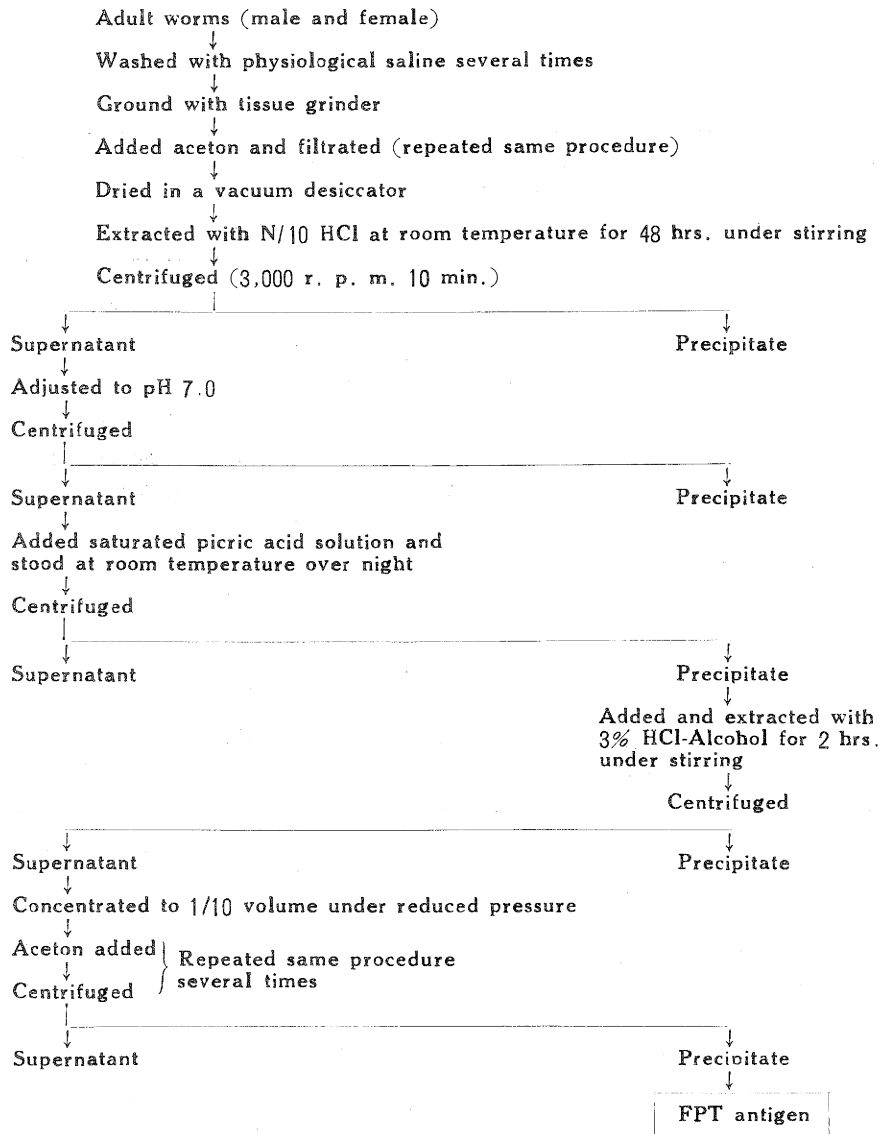 Adult worms (male and female)
Washed with physiological saline several times
Ground with tissue grinder
Added aceton and filtrated (repeated same procedure)
Dried in a vacuum desiccator
Extracted with N/10 HCl at room temperature for 48 hrs. under stirring
Centrifuged (3,000 r. p. m. 10 min.)
Supernatant Precipitate
Adjusted to pH 7.0
Centrifuged
Supernatant Precipitate
Added saturated picric acid solution and
stood at room temperature over night
Centrifuged
Supernatant Precipitate
Added and extracted with
3% HCl-Alcohol for 2 hrs.
under stirring
Centrifuged
Supernatant Precipitate
Concentrated to 1/10 volume under reduced pressure
Aceton added
Repeated same procedure
several times
Centrifuged
Supernatant Precipitate
FPT antigen